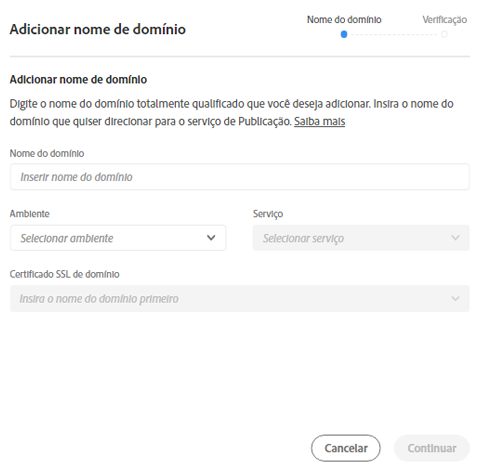 Adicionar nome de domínio
Nome do domínio
Verificação
Adicionar nome de domínio
Digite o nome do domínio totalmente qualificado que você deseja adicionar. Insira o nome do
domínio que quiser direcionar para o serviço de Publicação. Saiba mais
Nome do domínio
Inserir nome do domínio
Ambiente
Serviço
Selecionar ambiente
Selecionar serviço
Certificado SSL de domínio
Insira o nome do domínio primeiro
Cancelar
Continuar